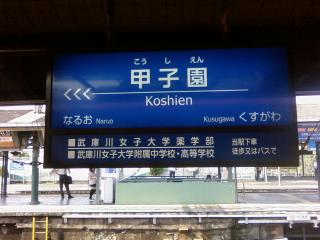 こうしえん
甲子園
Koshien
なるお Naruo
Kusugawa くすがわ
■武庫川女子大学薬学部 当駅下車
■武庫川女子大学附属中学校・高等学校 徒歩又はバスで